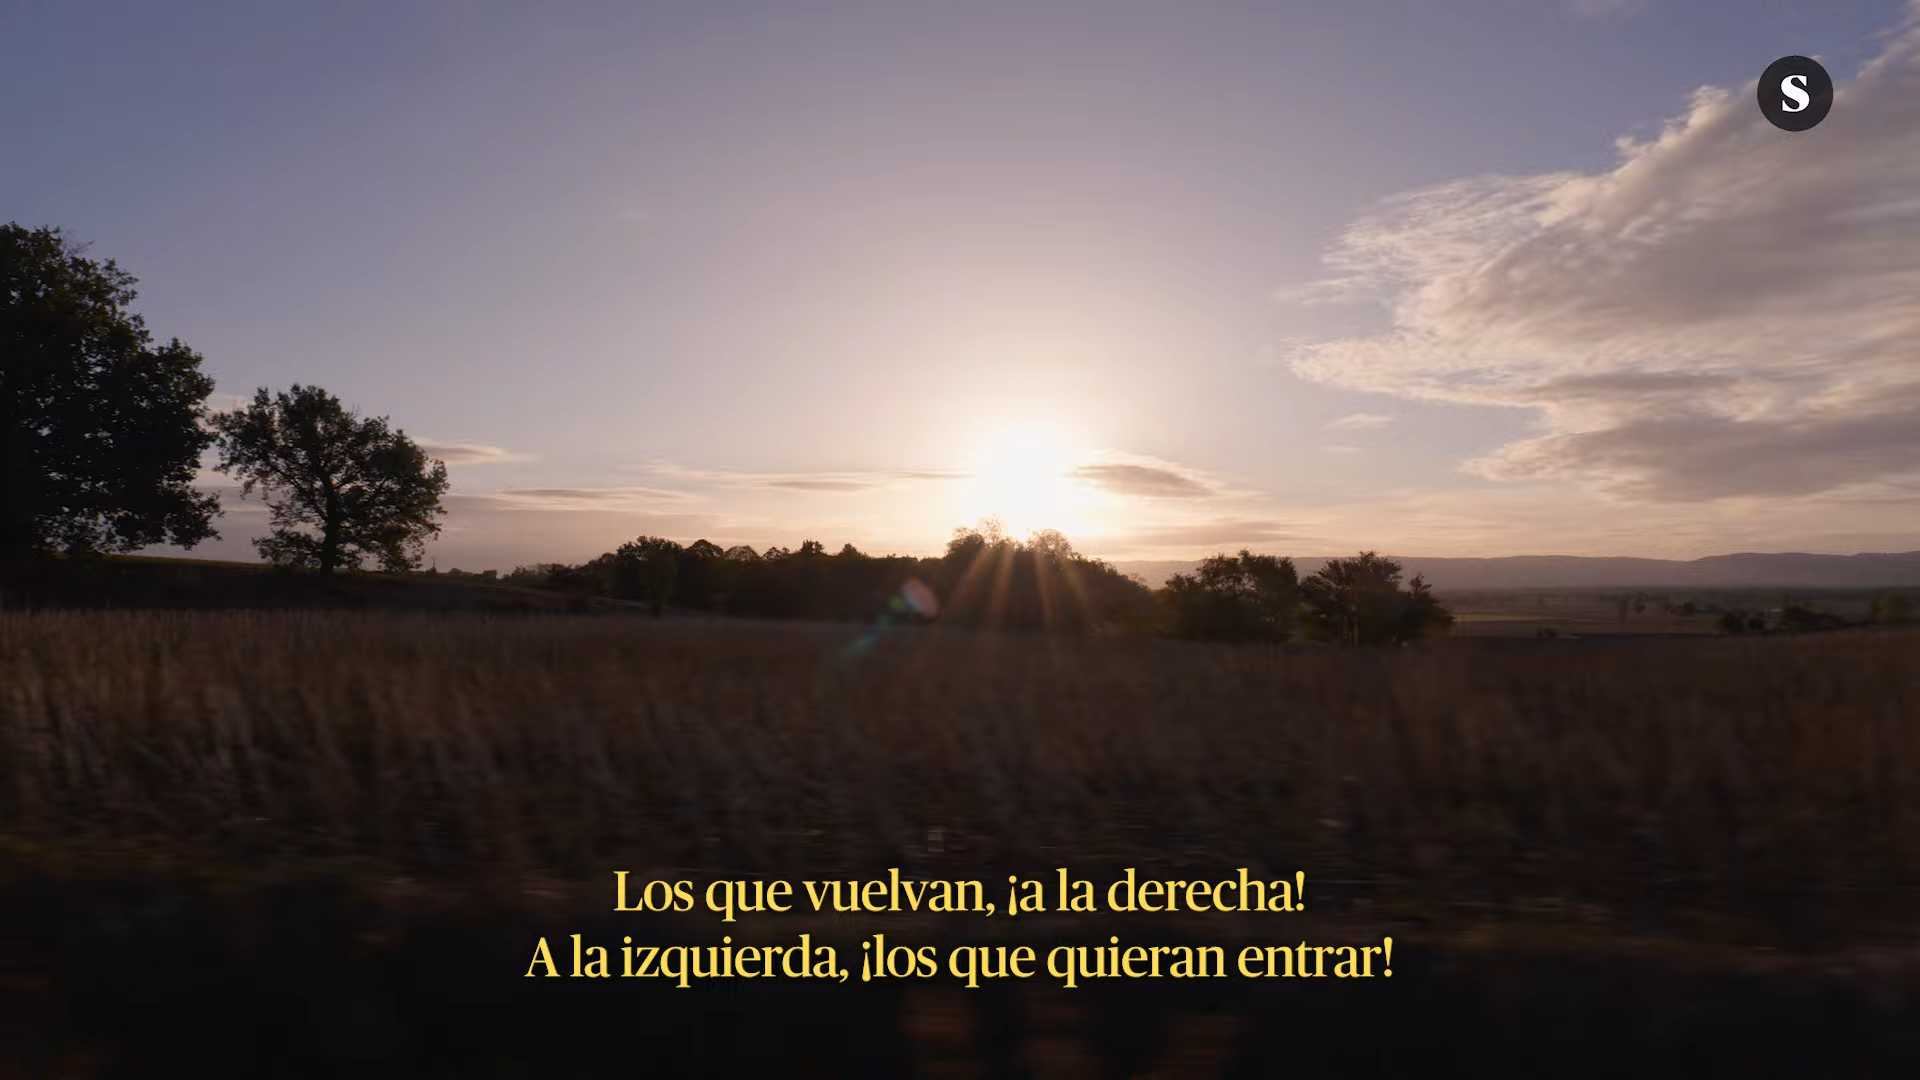 S
Los que vuelvan, ¡a la derecha!
A la izquierda, ¡los que quieran entrar!